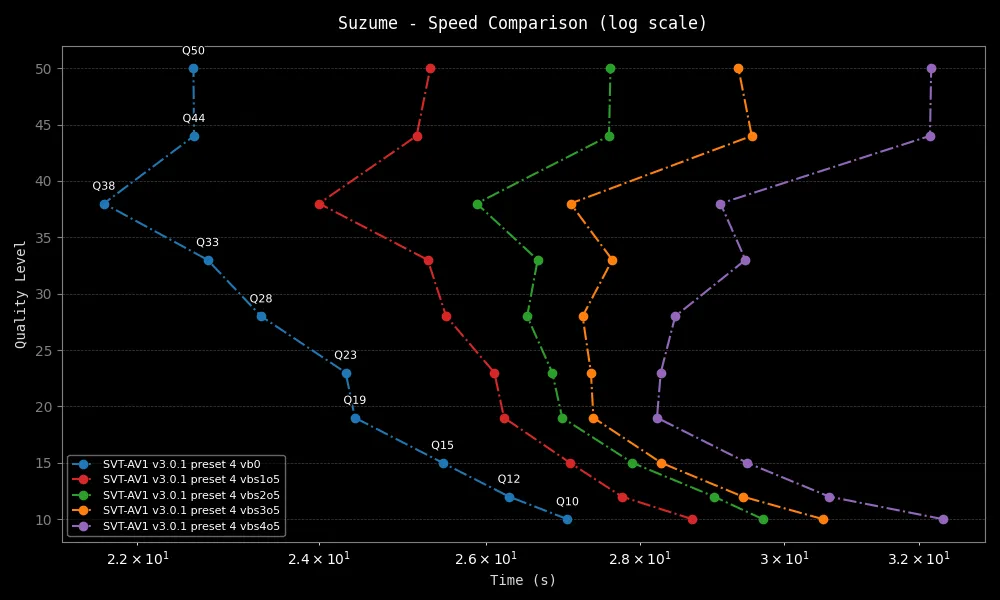 Suzume - Speed Comparison (log scale)
Quality Level
50
45
40
35
30
25
20
15
10
Q50
Q44
Q38
Q33
Q28
Q23
Q19
Q15
Q12
Q10
SVT-AV1 v3.0.1 preset 4 vb0
SVT-AV1 v3.0.1 preset 4 vbs1o5
SVT-AV1 v3.0.1 preset 4 vbs2o5
SVT-AV1 v3.0.1 preset 4 vbs3o5
SVT-AV1 v3.0.1 preset 4 vbs4o5
2.2 × 10¹ 2.4 × 10¹ 2.6 × 10¹ 2.8 × 10¹ 3 × 10¹ 3.2 × 10¹
Time (s)